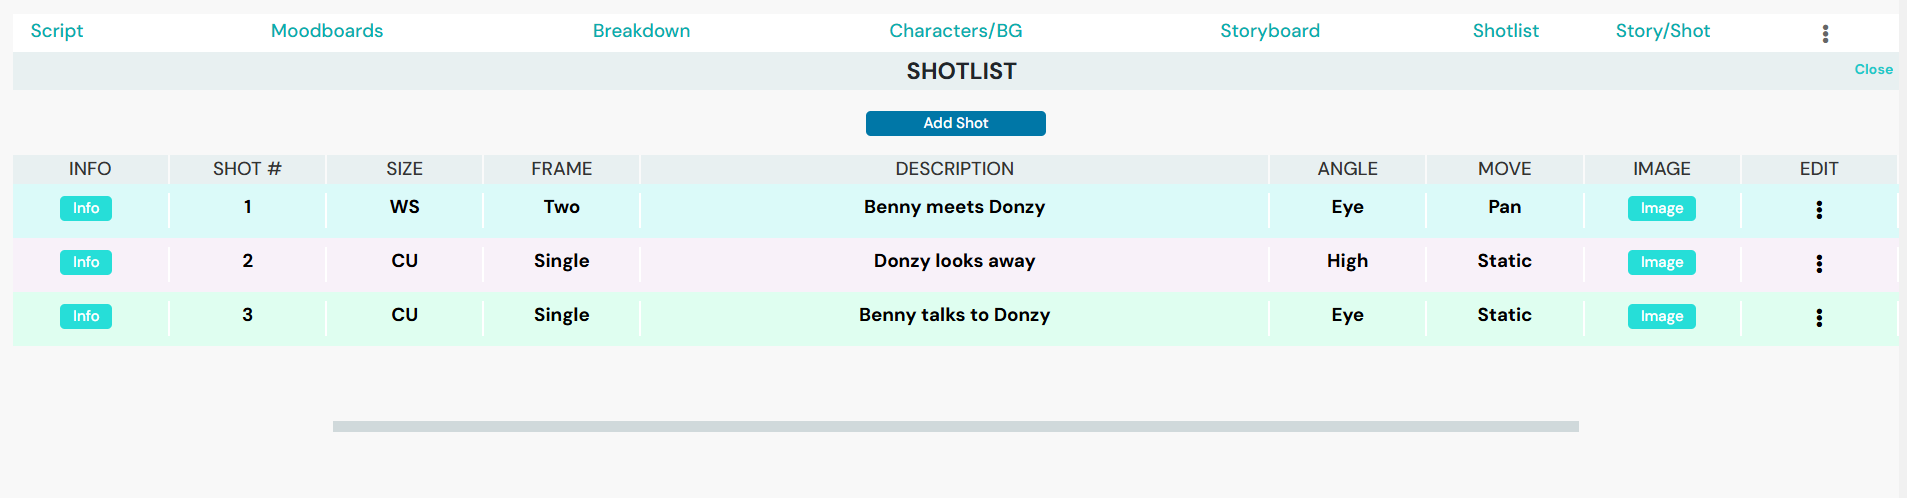 Script Moodboards Breakdown Characters/BG Storyboard Shotlist Story/Shot
SHOTLIST Close
Add Shot
INFO SHOT # SIZE FRAME DESCRIPTION ANGLE MOVE IMAGE EDIT
Info 1 WS Two Benny meets Donzy Eye Pan Image
Info 2 CU Single Donzy looks away High Static Image
Info 3 CU Single Benny talks to Donzy Eye Static Image